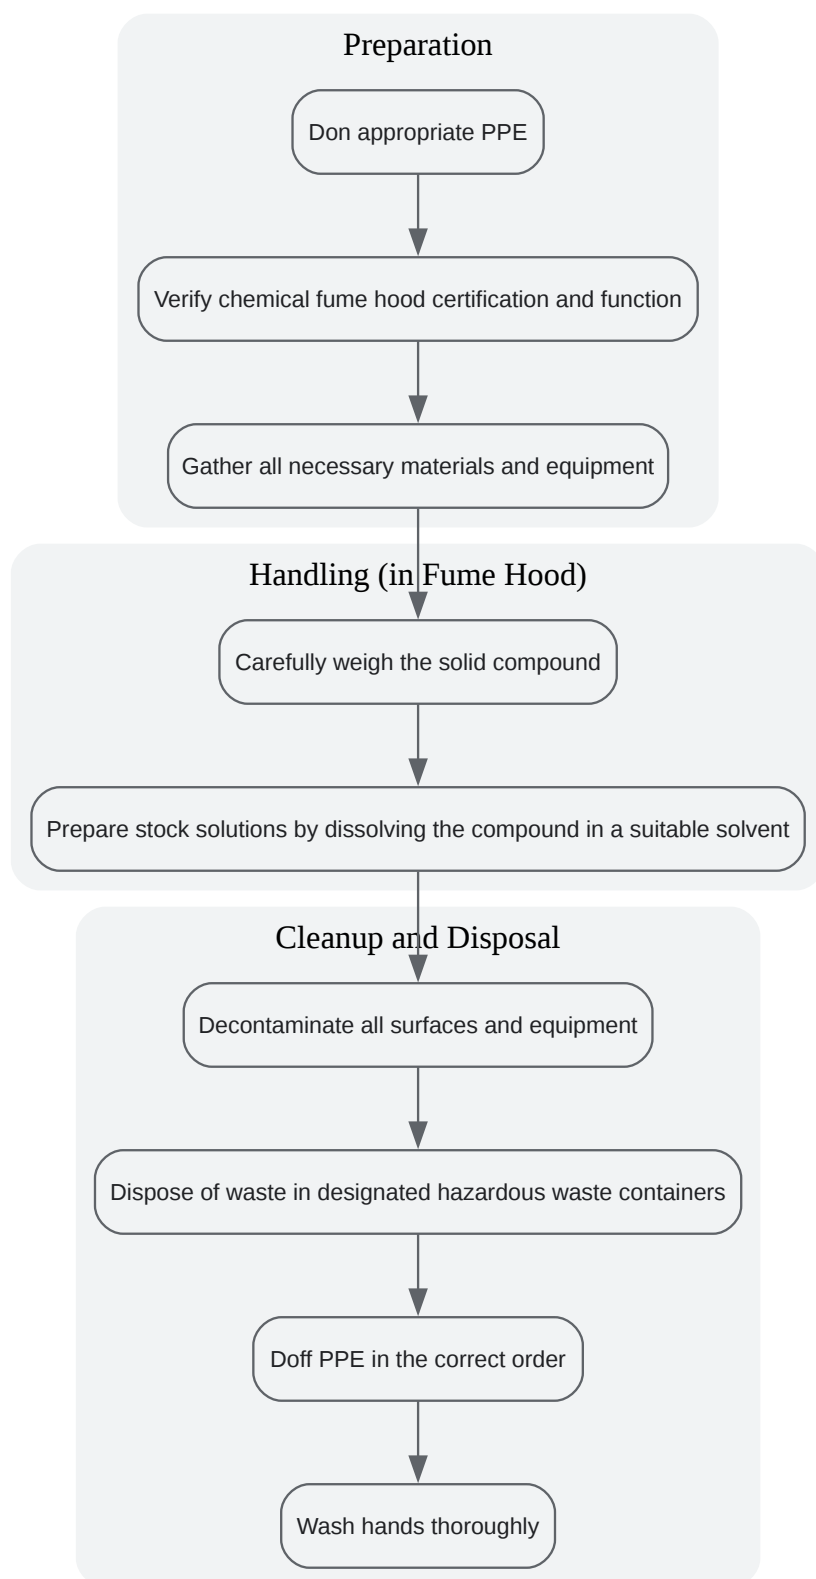 Preparation
Don appropriate PPE
Verify chemical fume hood certification and function
Gather all necessary materials and equipment
Handling (in Fume Hood)
Carefully weigh the solid compound
Prepare stock solutions by dissolving the compound in a suitable solvent
Cleanup and Disposal
Decontaminate all surfaces and equipment
Dispose of waste in designated hazardous waste containers
Doff PPE in the correct order
Wash hands thoroughly